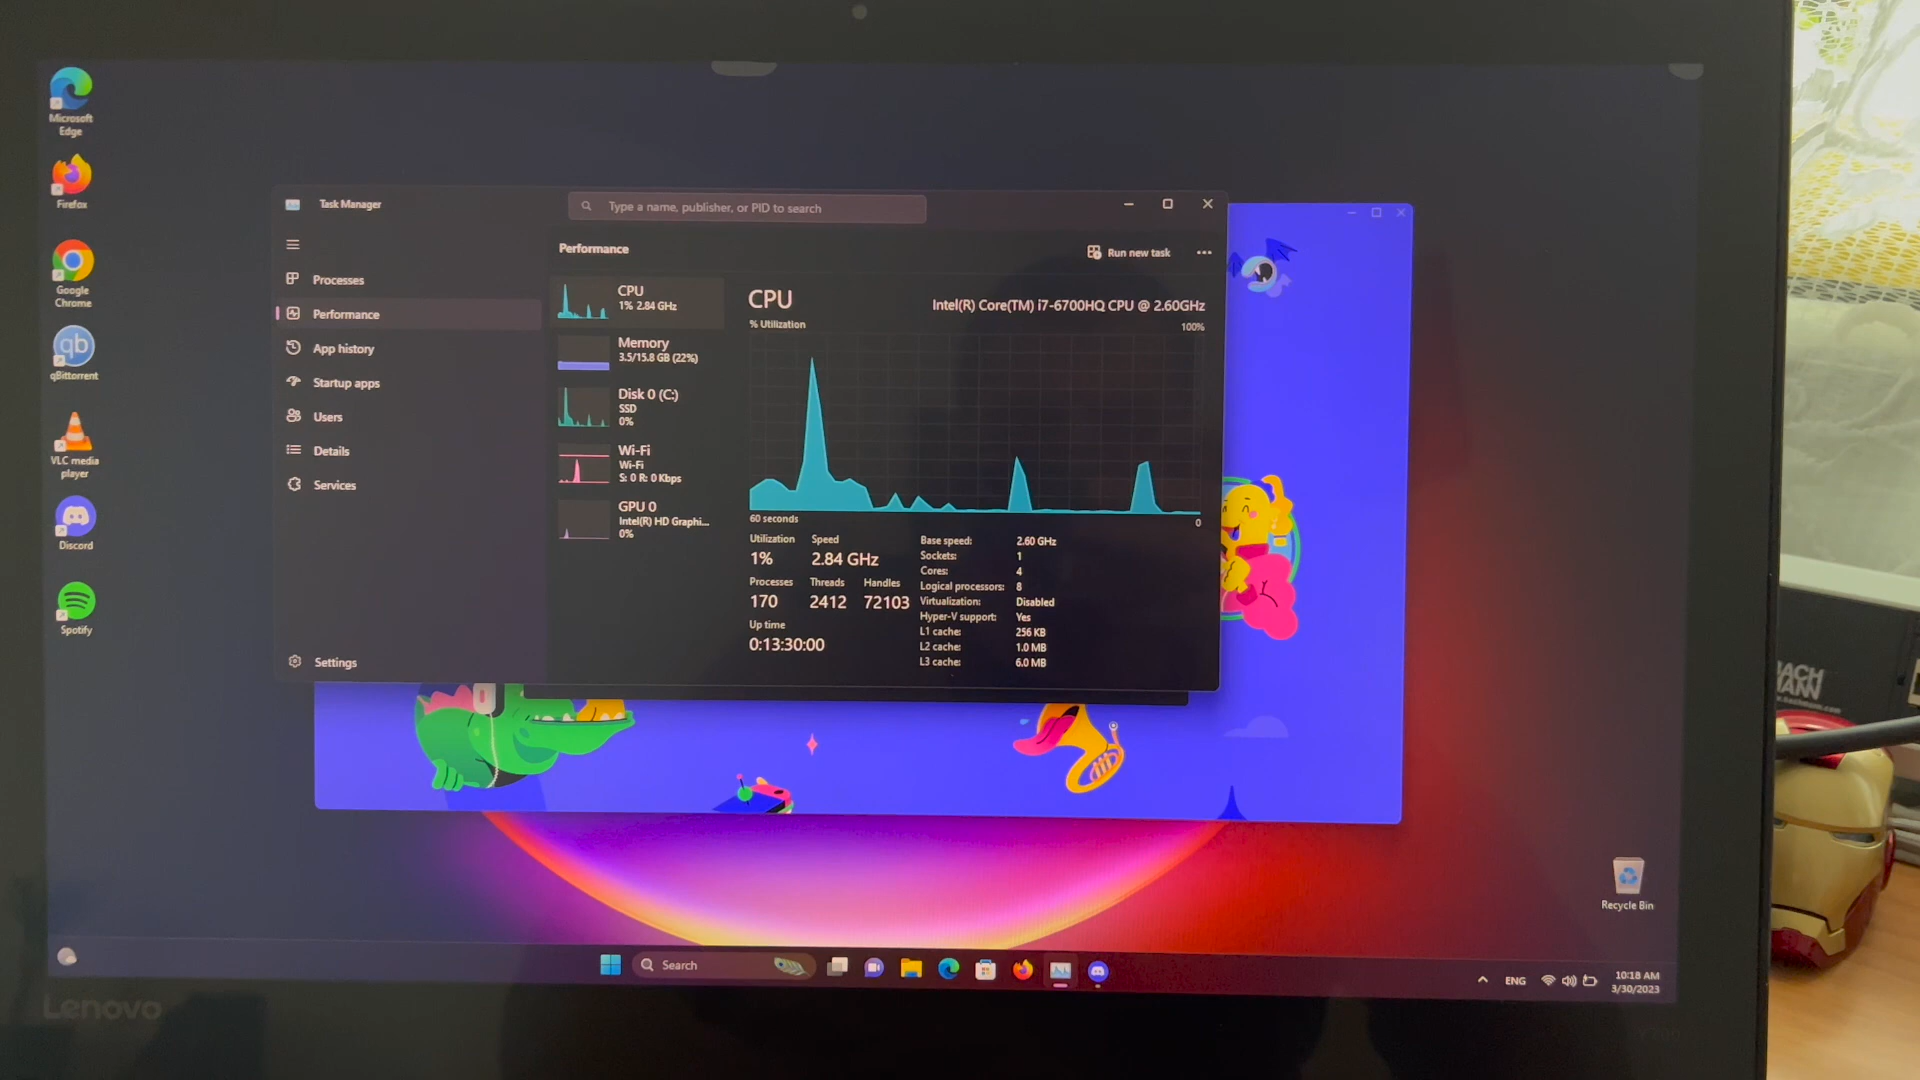 Microsoft
Edge
Firefox
Google
Chrome
qb
qBittorrent
VLC media
player
Discord
Spotify
Task Manager
Type a name, publisher, or PID to search
Processes
Performance
App history
Startup apps
Users
Details
Services
Settings
Performance
Run new task
CPU
1% 2.84 GHz
Memory
3.5/15.8 GB (22%)
Disk 0 (C:)
SSD
0%
Wi-Fi
Wi-Fi
S: 0 R: 0 Kbps
GPU 0
Intel(R) HD Graphi...
0%
CPU
Intel(R) Core(TM) i7-6700HQ CPU @ 2.60GHz
% Utilization
100%
60 seconds
0
Utilization
Speed
1%
2.84 GHz
Processes
Threads
Handles
170
2412
72103
Up time
0:13:30:00
Base speed: 2.60 GHz
Sockets: 1
Cores: 4
Logical processors: 8
Virtualization: Disabled
Hyper-V support: Yes
L1 cache: 256 KB
L2 cache: 1.0 MB
L3 cache: 6.0 MB
Recycle Bin
Search
ENG
10:18 AM
3/30/2023
Lenovo